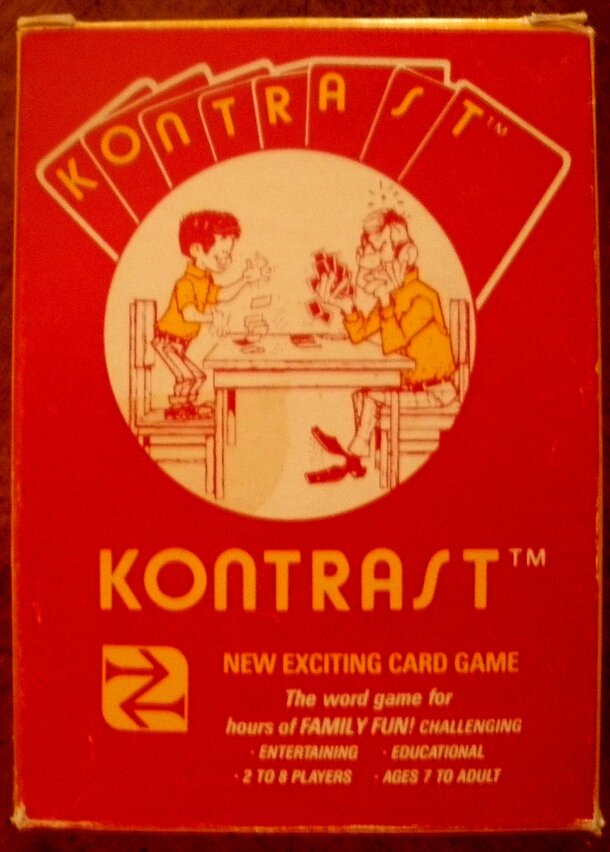 KONTRAST™
KONTRAST™
NEW EXCITING CARD GAME
The word game for
hours of FAMILY FUN! CHALLENGING
· ENTERTAINING · EDUCATIONAL
· 2 TO 8 PLAYERS · AGES 7 TO ADULT